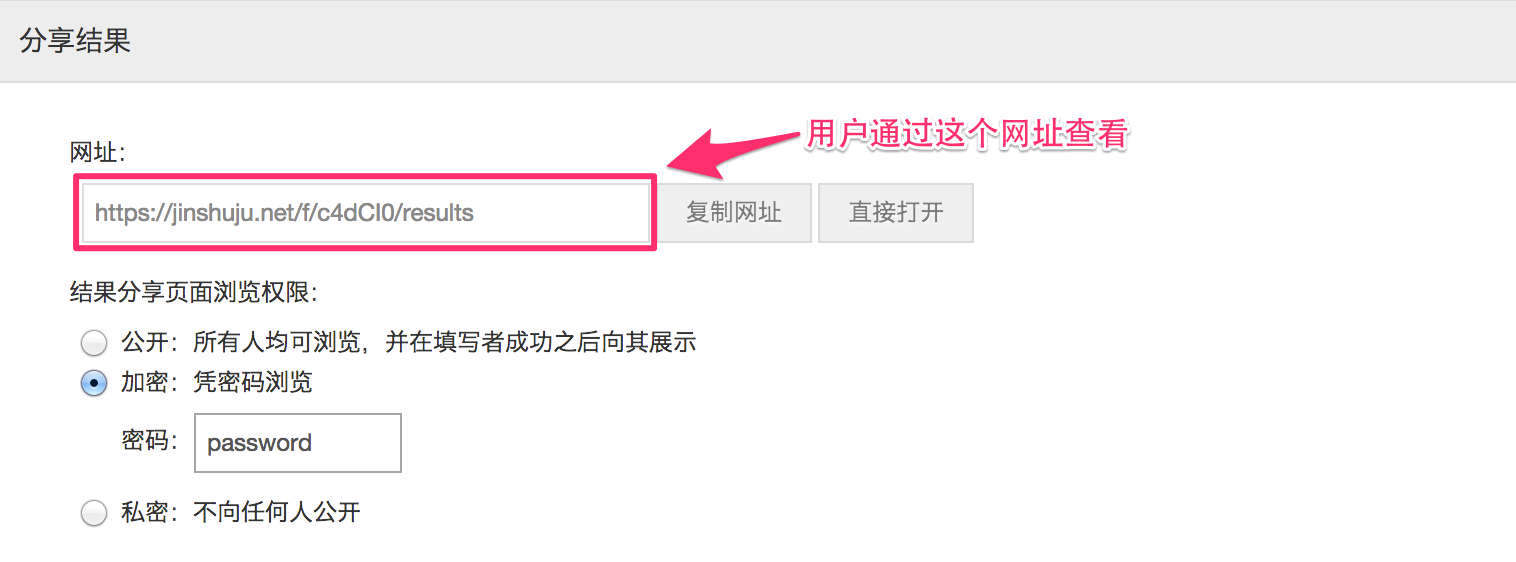 分享结果
用户通过这个网址查看
网址：
https://jinshuju.net/f/c4dCI0/results
复制网址
直接打开
结果分享页面浏览权限：
公开：所有人均可浏览，并在填写者成功之后向其展示
加密：凭密码浏览
密码：
password
私密：不向任何人公开